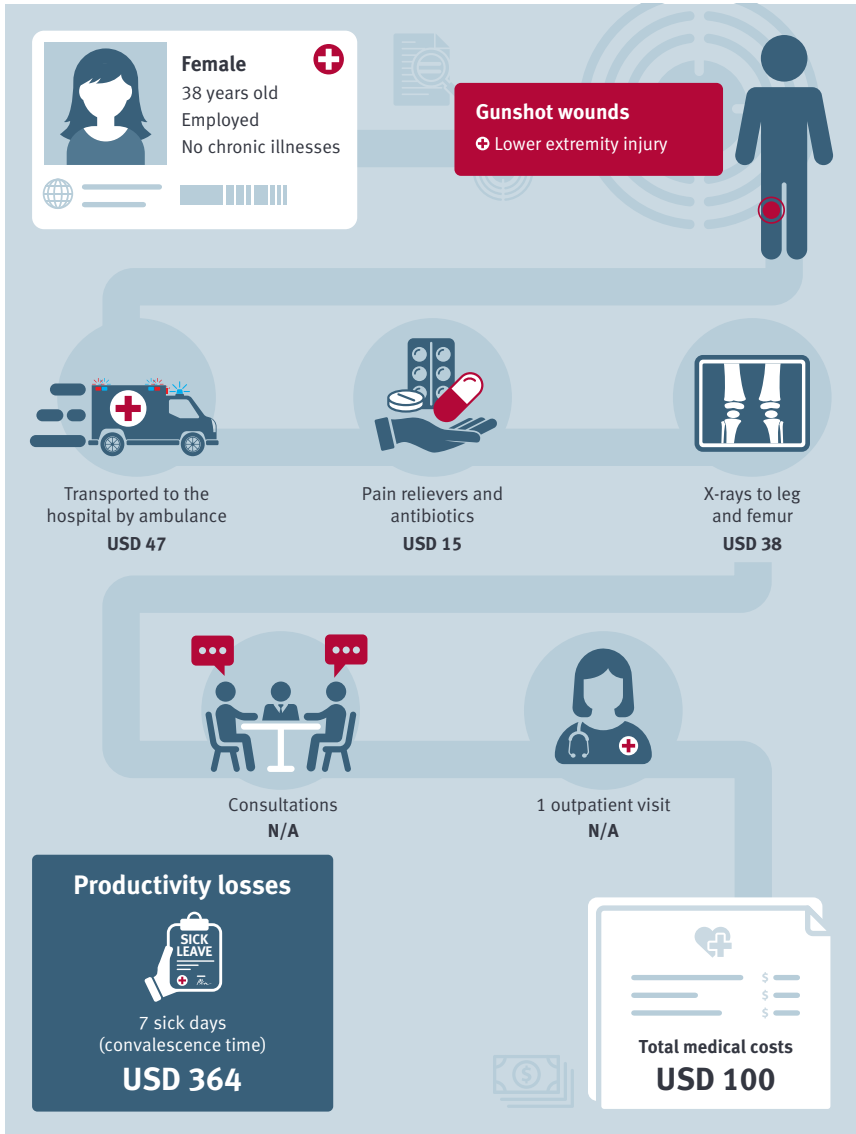 Female
38 years old
Employed
No chronic illnesses
Gunshot wounds
Lower extremity injury
Transported to the
hospital by ambulance
USD 47
Pain relievers and
antibiotics
USD 15
X-rays to leg
and femur
USD 38
Consultations
N/A
1 outpatient visit
N/A
Productivity losses
SICK
LEAVE
7 sick days
(convalescence time)
USD 364
$
$
$
Total medical costs
USD 100
$